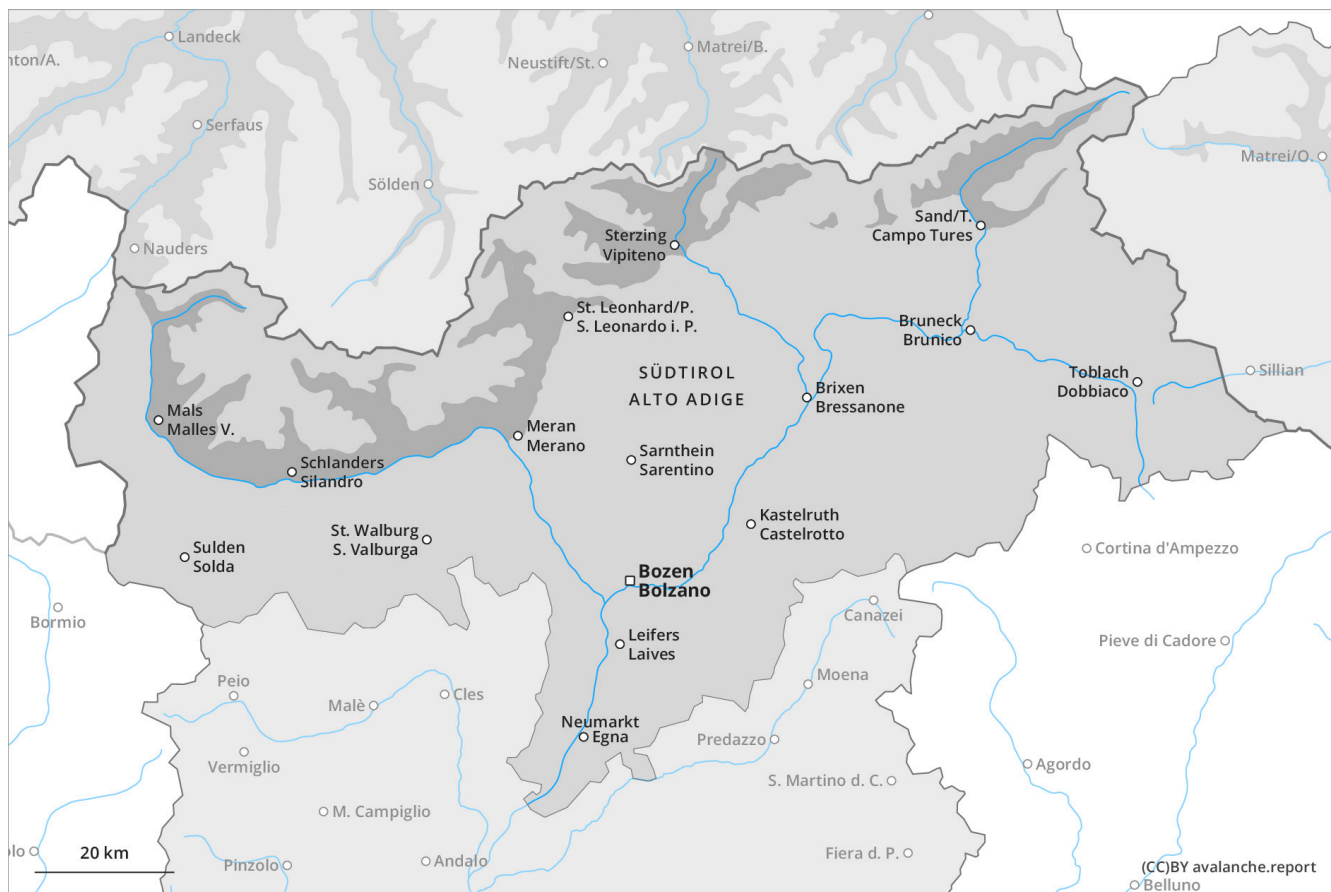 Landeck
nton/A.
Matrei/B.
Neustift/St.
Serfaus
Matrei/O.
Sölden
Nauders
Sand/T.
Campo Tures
Sterzing
Vipiteno
St. Leonhard/P.
S. Leonardo i. P.
Bruneck
Brunico
SÜDTIROL
ALTO ADIGE
Toblach
Dobbiaco
Sillian
Brixen
Bressanone
Mals
Malles V.
Meran
Merano
Sarnthein
Sarentino
Schlanders
Silandro
Kastelruth
Castelrotto
St. Walburg
S. Valburga
Sulden
Solda
Cortina d'Ampezzo
Bozen
Bolzano
Bormio
Canazei
Leifers
Laives
Pieve di Cadore
Peio
Malè
Cles
Moena
Neumarkt
Egna
Predazzo
Vermiglio
Agordo
S. Martino d. C.
M. Campiglio
20 km
olo
Pinzolo
Andalo
Fiera d. P.
(CC)BY avalanche.report
Belluno